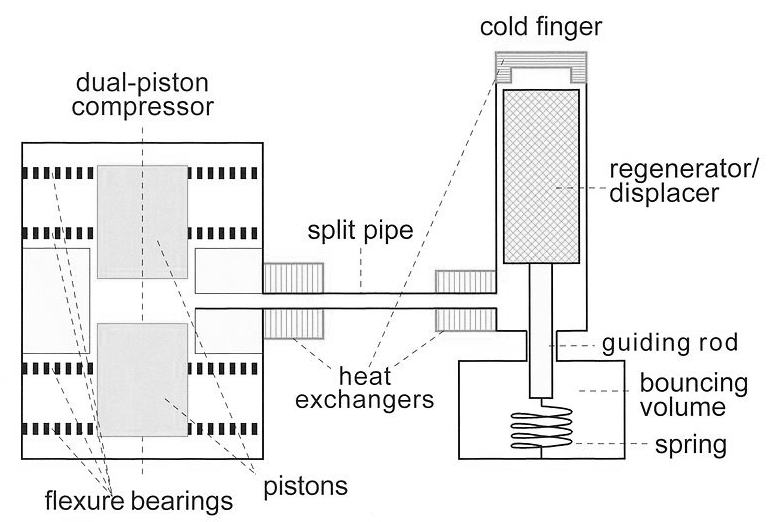 cold finger
dual-piston
compressor
regenerator/
displacer
split pipe
guiding rod
heat
exchangers
bouncing
volume
spring
pistons
flexure bearings